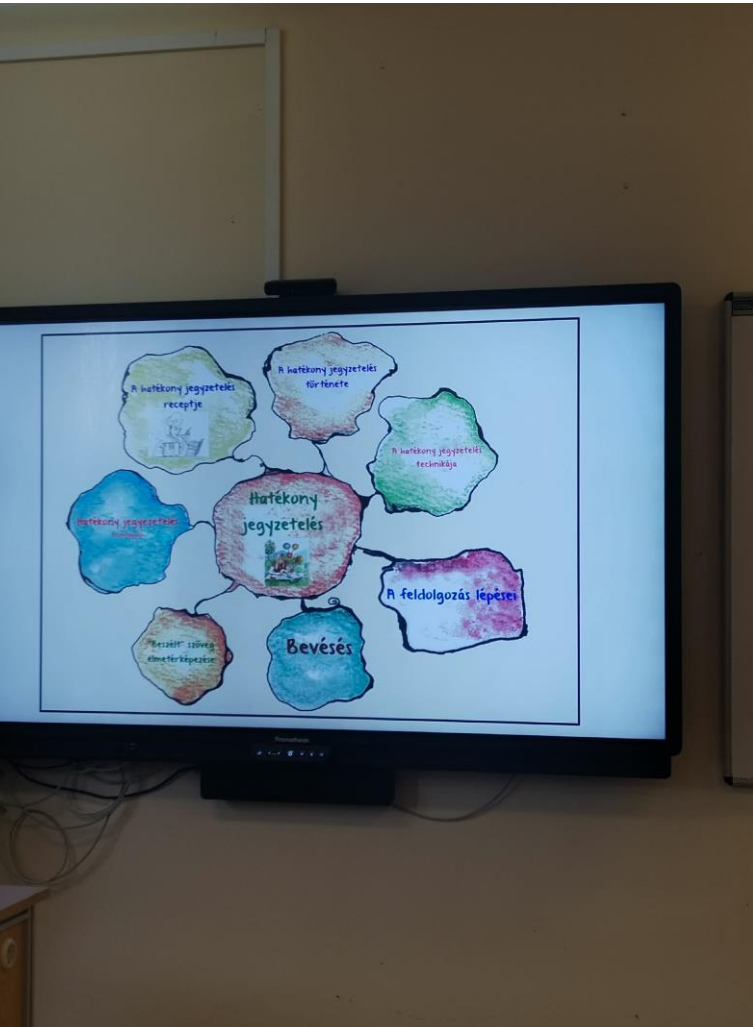 A hatékony jegyzetelés
receptje
A hatékony jegyzetelés
története
A hatékony jegyzetelés
technikája
Hatékony
jegyzetelés
Hatékony jegyzetelés
A feldolgozás lépései
"Beszélt" szöveg
elmetérképezése
Bevésés
Promethean